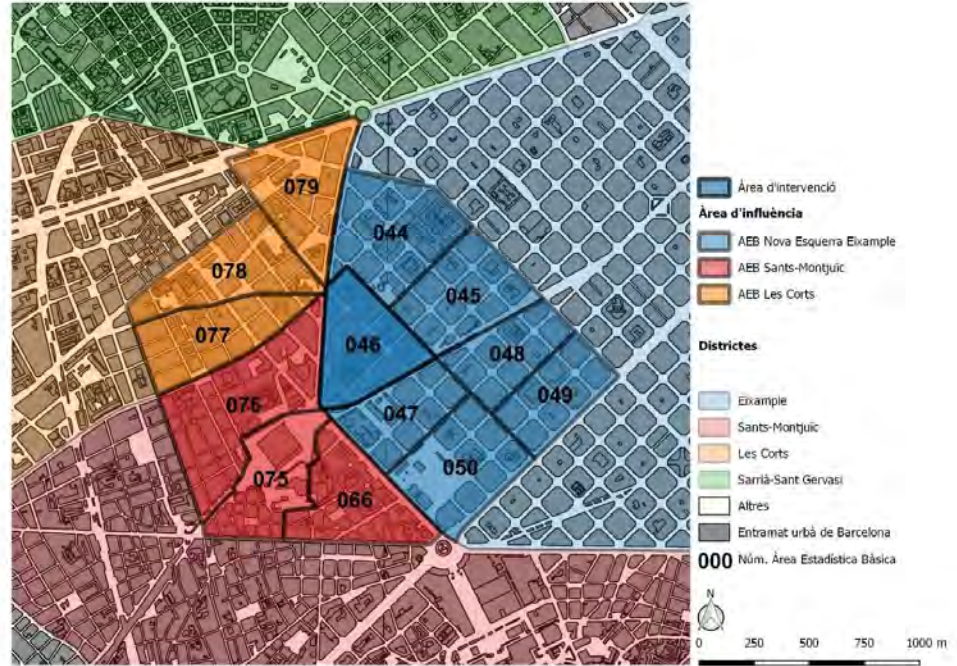 079
044
078
045
077
046
048
076
047
049
075
066
050
Àrea d'intervenció
Àrea d'influència
AEB Nova Esquerra Eixample
AEB Sants-Montjuïc
AEB Les Corts
Districtes
Eixample
Sants-Montjuïc
Les Corts
Sarrià-Sant Gervasi
Altres
Entramat urbà de Barcelona
000 Núm. Àrea Estadística Bàsica
N
0 250 500 750 1000 m